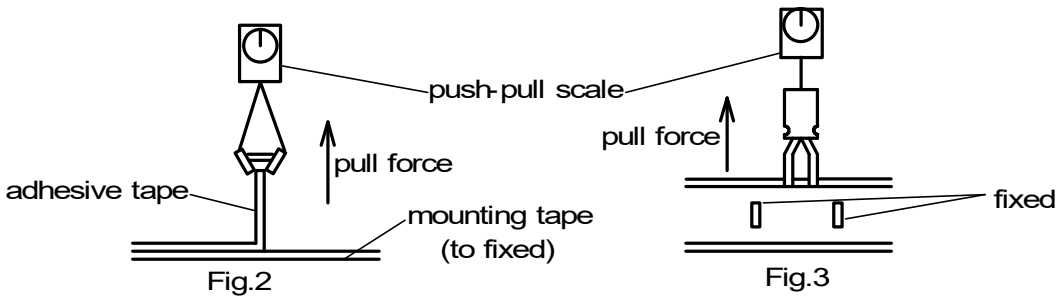 push-pull scale
pull force
pull force
adhesive tape
mounting tape
(to fixed)
fixed
Fig.2
Fig.3